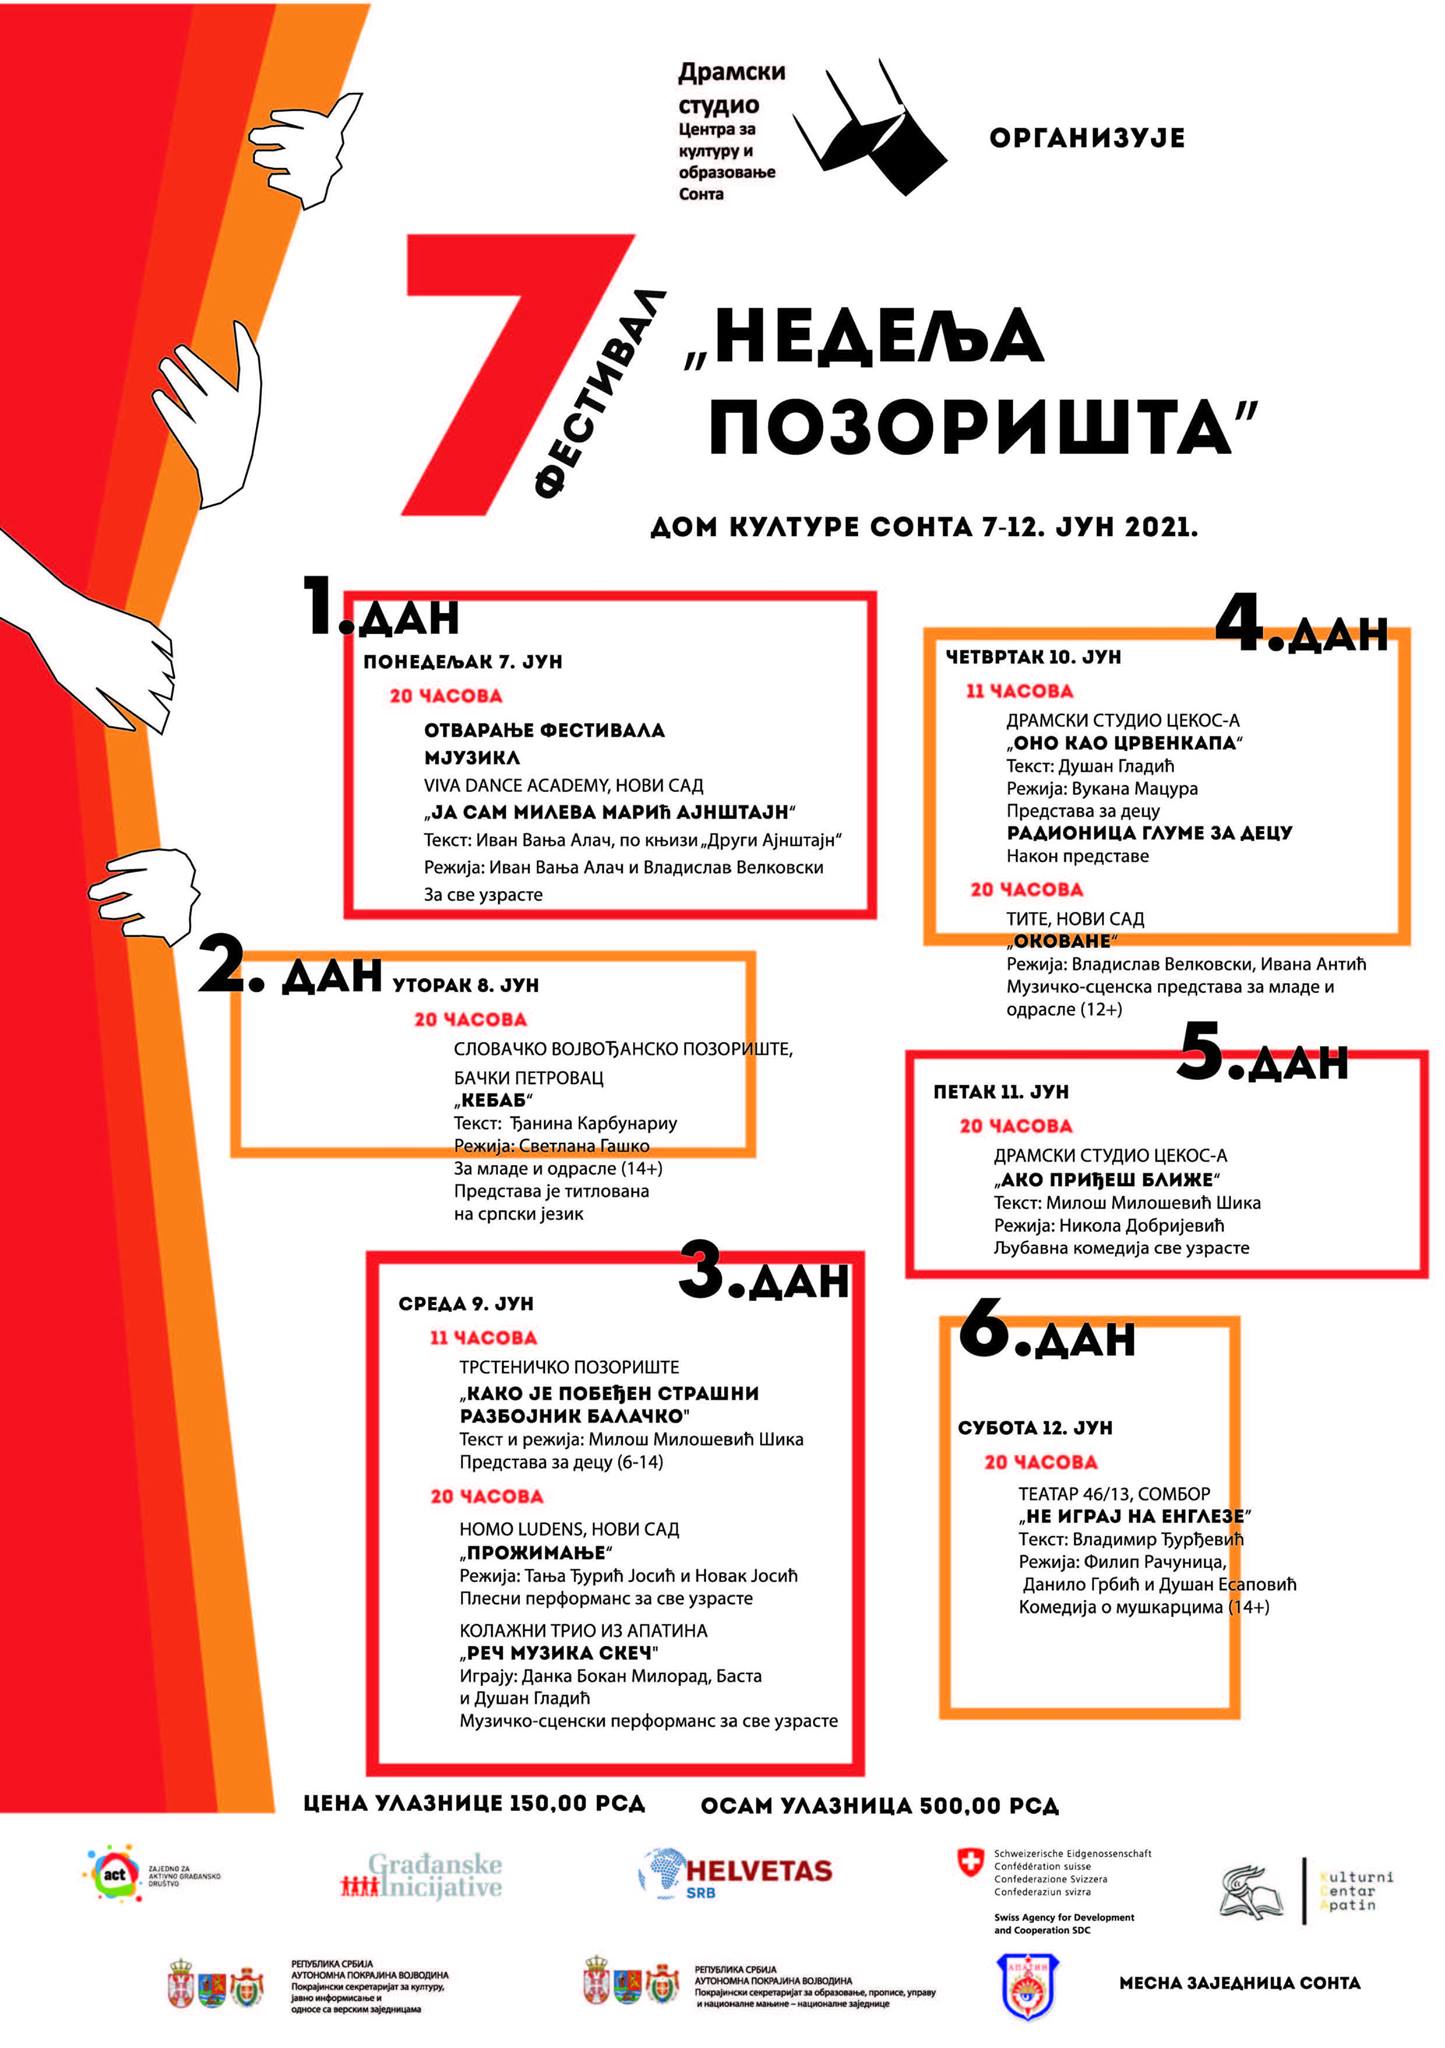 Драмски
студио
Центра за
културу и
образовање
Сонта
ОРГАНИЗУЈЕ
7
ФЕСТИВАЛ
„НЕДЕЉА
ПОЗОРИШТА"
ДОМ КУЛТУРЕ СОНТА 7-12. ЈУН 2021.
1.ДАН
ПОНЕДЕЉАК 7. ЈУН
20 ЧАСОВА
ОТВАРАЊЕ ФЕСТИВАЛА
МЈУЗИКЛ
VIVA DANCE ACADEMY, НОВИ САД
„ЈА САМ МИЛЕВА МАРИЋ АЈНШТАЈН“
Текст: Иван Вања Алач, по књизи „Други Ајнштајн“
Режија: Иван Вања Алач и Владислав Велковски
За све узрасте
2. ДАН УТОРАК 8. ЈУН
20 ЧАСОВА
СЛОВАЧКО ВОЈВОЂАНСКО ПОЗОРИШТЕ,
БАЧКИ ПЕТРОВАЦ
„КЕБАБ“
Текст: Ђанина Карбунариу
Режија: Светлана Гашко
За младе и одрасле (14+)
Представа је титлована
на српски језик
3.ДАН
СРЕДА 9. ЈУН
11 ЧАСОВА
ТРСТЕНИЧКО ПОЗОРИШТЕ
„КАКО ЈЕ ПОБЕЂЕН СТРАШНИ
РАЗБОЈНИК БАЛАЧКО"
Текст и режија: Милош Милошевић Шика
Представа за децу (6-14)
20 ЧАСОВА
HOMO LUDENS, НОВИ САД
„ПРОЖИМАЊЕ“
Режија: Тања Ђурић Јосић и Новак Јосић
Плесни перформанс за све узрасте
КОЛАЖНИ ТРИО ИЗ АПАТИНА
„РЕЧ МУЗИКА СКЕЧ"
Играју: Данка Бокан Милорад, Баста
и Душан Гладић
Музичко-сценски перформанс за све узрасте
4.ДАН
ЧЕТВРТАК 10. ЈУН
11 ЧАСОВА
ДРАМСКИ СТУДИО ЦЕКОС-А
„ОНО КАО ЦРВЕНКАПА“
Текст: Душан Гладић
Режија: Вукана Мацура
Представа за децу
РАДИОНИЦА ГЛУМЕ ЗА ДЕЦУ
Након представе
20 ЧАСОВА
ТИТЕ, НОВИ САД
„ОКОВАНЕ“
Режија: Владислав Велковски, Ивана Антић
Музичко-сценска представа за младе и
одрасле (12+)
5.ДАН
ПЕТАК 11. ЈУН
20 ЧАСОВА
ДРАМСКИ СТУДИО ЦЕКОС-А
„АКО ПРИЂЕШ БЛИЖЕ“
Текст: Милош Милошевић Шика
Режија: Никола Добријевић
Љубавна комедија све узрасте
6.ДАН
СУБОТА 12. ЈУН
20 ЧАСОВА
ТЕАТАР 46/13, СОМБОР
„НЕ ИГРАЈ НА ЕНГЛЕЗЕ"
Текст: Владимир Ђурђевић
Режија: Филип Рачуница,
Данило Грбић и Душан Есаповић
Комедија о мушкарцима (14+)
ЦЕНА УЛАЗНИЦЕ 150,00 РСД
ОСАМ УЛАЗНИЦА 500,00 РСД
act
ZAJEDNO ZA
AKTIVNO GRAĐANSKO
DRUŠTVO
Građanske
Inicijative
HELVETAS
SRB
Schweizerische Eidgenossenschaft
Confédération suisse
Confederazione Svizzera
Confederaziun svizra
Swiss Agency for Development
and Cooperation SDC
Kulturni
Centar
Apatin
РЕПУБЛИКА СРБИЈА
АУТОНОМНА ПОКРАЈИНА ВОЈВОДИНА
Покрајински секретаријат за културу,
јавно информисање и
односе са верским заједницама
РЕПУБЛИКА СРБИЈА
АУТОНОМНА ПОКРАЈИНА ВОЈВОДИНА
Покрајински секретаријат за образовање, прописе, управу
и националне мањине – националне заједнице
АПАТИН
МЕСНА ЗАЈЕДНИЦА СОНТА